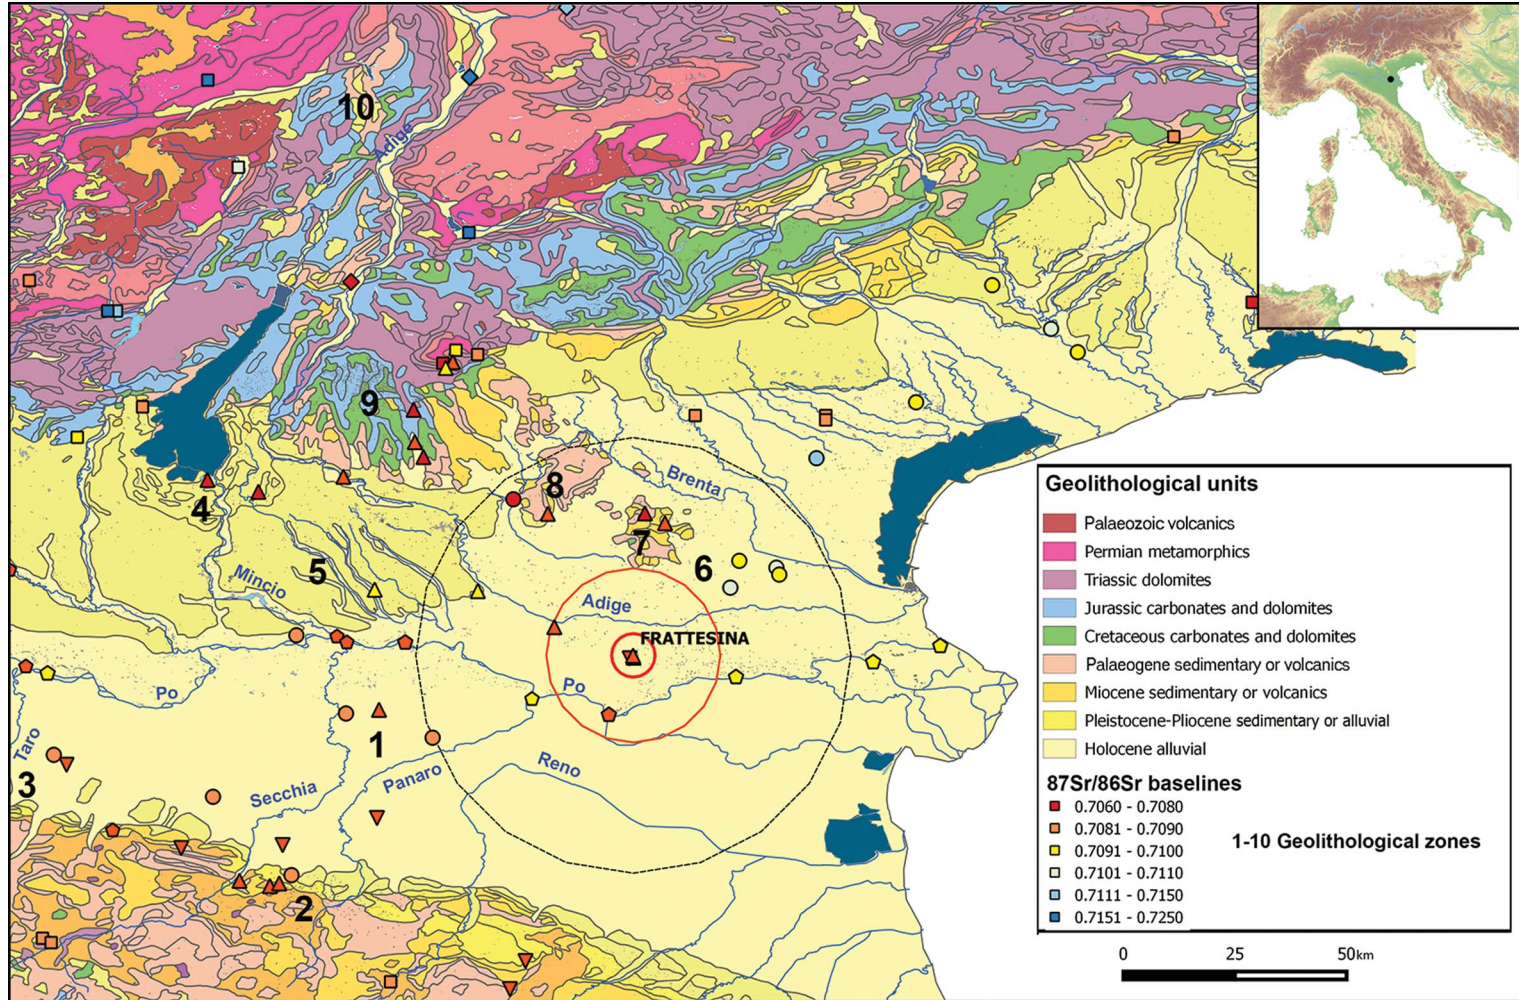 10
Adige
9
4
8
Brenta
7
6
5
Mincio
Adige
FRATTESINA
Po
Po
Taro
1
3
Secchia
Panaro
Reno
2
Geolithological units
Palaeozoic volcanics
Permian metamorphics
Triassic dolomites
Jurassic carbonates and dolomites
Cretaceous carbonates and dolomites
Palaeogene sedimentary or volcanics
Miocene sedimentary or volcanics
Pleistocene-Pliocene sedimentary or alluvial
Holocene alluvial
87Sr/86Sr baselines
0.7060 - 0.7080
0.7081 - 0.7090
0.7091 - 0.7100
0.7101 - 0.7110
0.7111 - 0.7150
0.7151 - 0.7250
1-10 Geolithological zones
0 25 50km